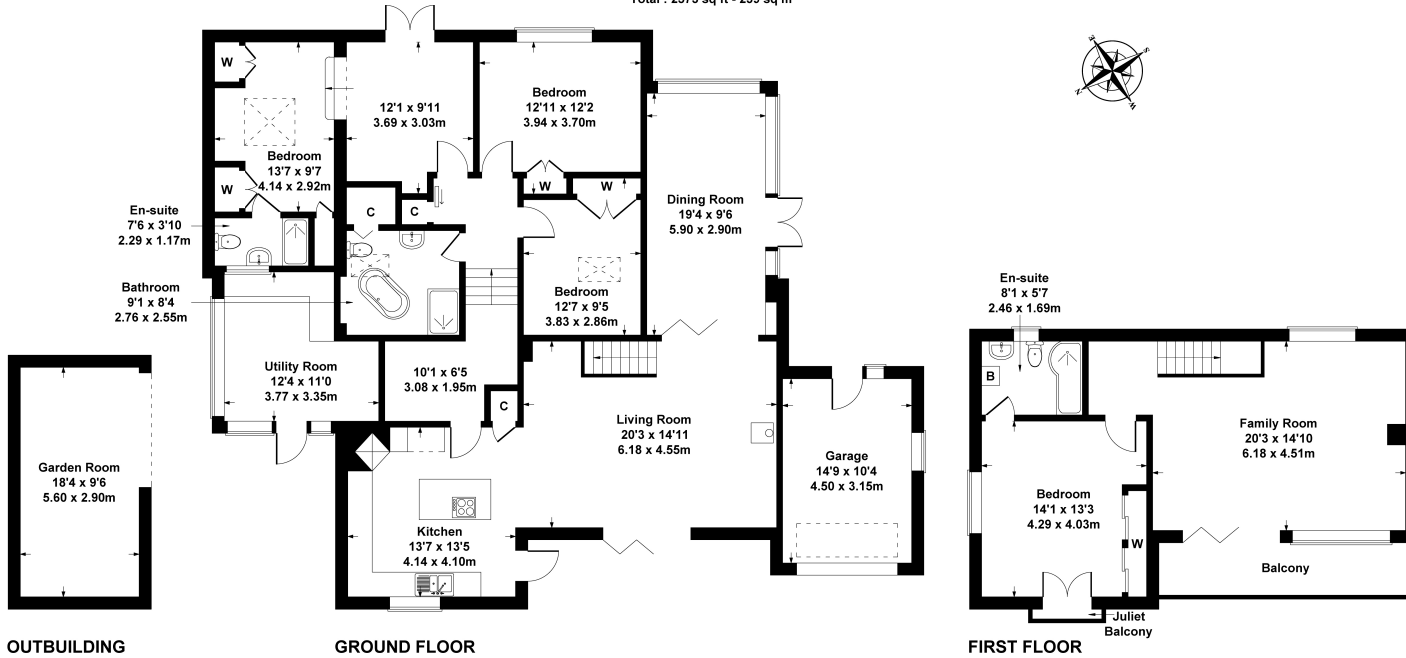 Total : 2573 sq ft - 239 sq m
W
12'1 x 9'11
3.69 x 3.03m
Bedroom
12'11 x 12'2
3.94 x 3.70m
Bedroom
13'7 x 9'7
4.14 x 2.92m
W
W
W
C
C
Dining Room
19'4 x 9'6
5.90 x 2.90m
En-suite
7'6 x 3'10
2.29 x 1.17m
Bathroom
9'1 x 8'4
2.76 x 2.55m
Bedroom
12'7 x 9'5
3.83 x 2.86m
Utility Room
12'4 x 11'0
3.77 x 3.35m
10'1 x 6'5
3.08 x 1.95m
C
Living Room
20'3 x 14'11
6.18 x 4.55m
Garage
14'9 x 10'4
4.50 x 3.15m
Kitchen
13'7 x 13'5
4.14 x 4.10m
Garden Room
18'4 x 9'6
5.60 x 2.90m
E
S
N
W
En-suite
8'1 x 5'7
2.46 x 1.69m
B
Family Room
20'3 x 14'10
6.18 x 4.51m
Bedroom
14'1 x 13'3
4.29 x 4.03m
W
Balcony
Juliet
Balcony
OUTBUILDING
GROUND FLOOR
FIRST FLOOR